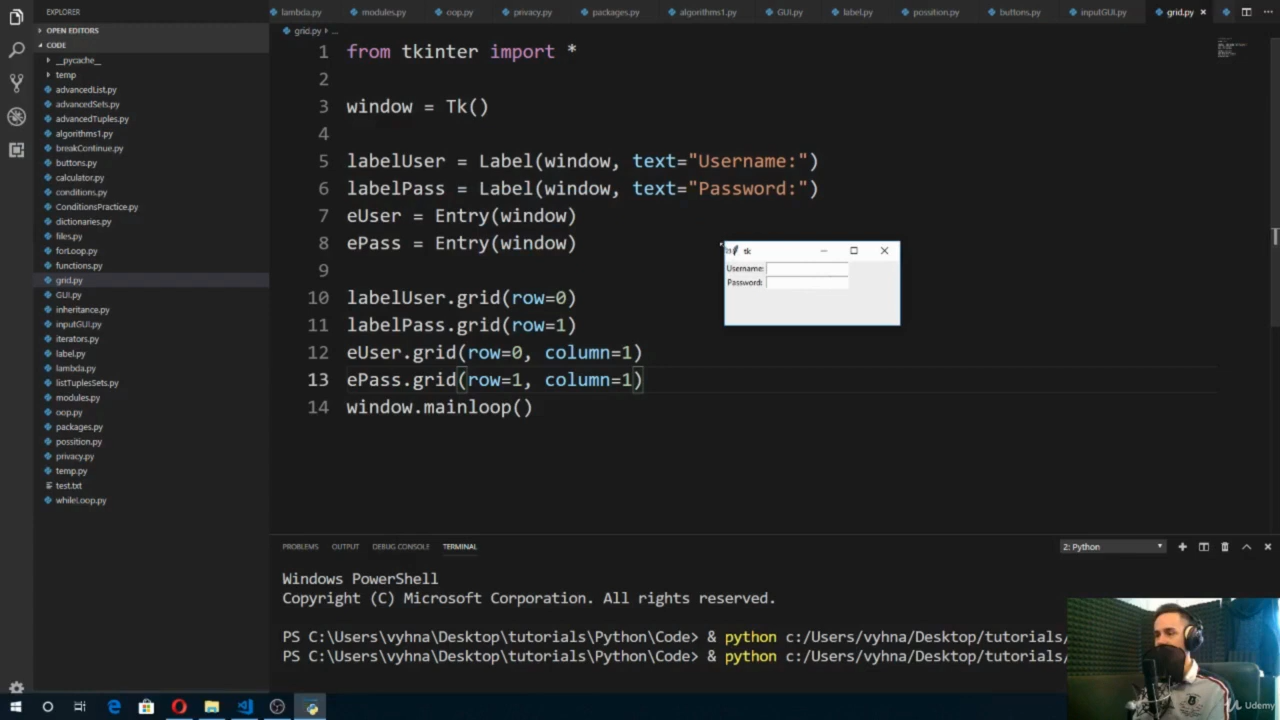 EXPLORER
lambda.py modules.py oop.py privacy.py packages.py algorithms1.py GUI.py label.py possition.py buttons.py inputGUI.py grid.py
OPEN EDITORS
CODE
__pycache__
temp
advancedList.py
advancedSets.py
advancedTuples.py
algorithms1.py
breakContinue.py
buttons.py
calculator.py
conditions.py
ConditionsPractice.py
dictionaries.py
files.py
forLoop.py
functions.py
grid.py
GUI.py
inheritance.py
inputGUI.py
iterators.py
label.py
lambda.py
listTuplesSets.py
modules.py
oop.py
packages.py
possition.py
privacy.py
temp.py
test.txt
whileLoop.py
grid.py > ...
1 from tkinter import *
2
3 window = Tk()
4
5 labelUser = Label(window, text="Username:")
6 labelPass = Label(window, text="Password:")
7 eUser = Entry(window)
8 ePass = Entry(window)
9
10 labelUser.grid(row=0)
11 labelPass.grid(row=1)
12 eUser.grid(row=0, column=1)
13 ePass.grid(row=1, column=1)
14 window.mainloop()
tk
Username:
Password:
PROBLEMS OUTPUT DEBUG CONSOLE TERMINAL
2: Python
Windows PowerShell
Copyright (C) Microsoft Corporation. All rights reserved.
PS C:\Users\vyhna\Desktop\tutorials\Python\Code> & python c:/Users/vyhna/Desktop/tutorials/
PS C:\Users\vyhna\Desktop\tutorials\Python\Code> & python c:/Users/vyhna/Desktop/tutorials/
Udemy